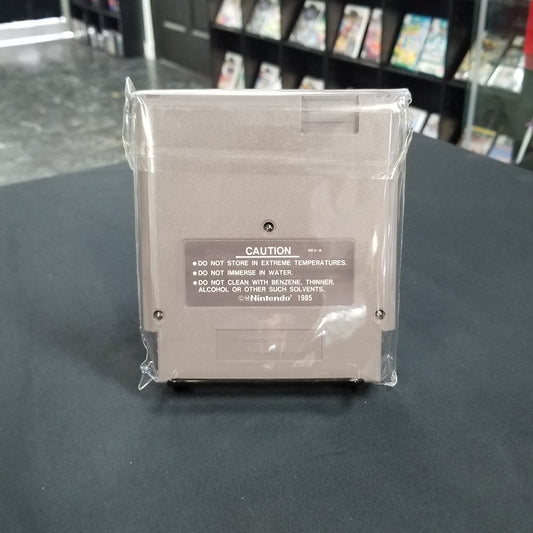 CAUTION REV-A
●DO NOT STORE IN EXTREME TEMPERATURES.
●DO NOT IMMERSE IN WATER.
●DO NOT CLEAN WITH BENZENE, THINNER,
ALCOHOL OR OTHER SUCH SOLVENTS.
©Nintendo® 1985
Nintendo